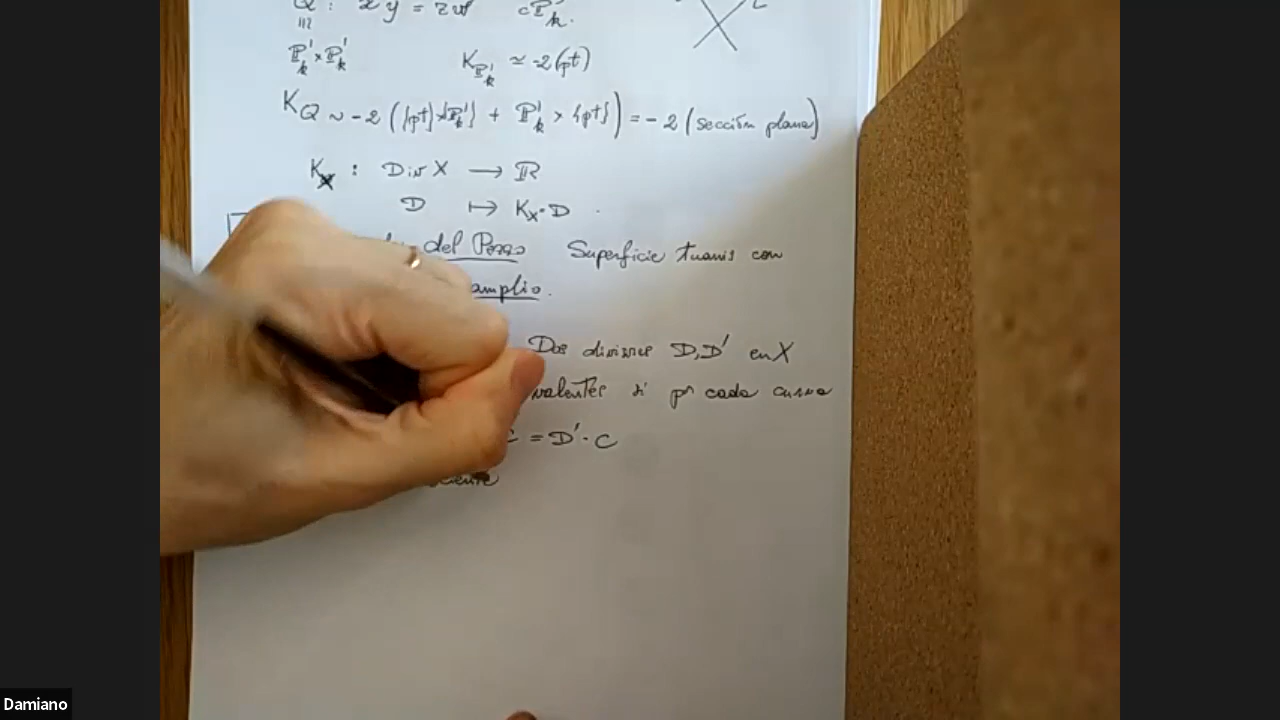 Q : xy = zw ⊂ P³_k.
≅
P¹_k × P¹_k    K_{P¹_k} ≃ -2(pt)
K_Q ~ -2 ({pt}×{P¹_k} + P¹_k × {pt}) = -2 (sección plana)
K_X : Div X → R
D ↦ K_X·D .
del Pezzo Superficie tuanis con
amplio.
Dos divisores D, D' en X
valentes si pr cada curva
C = D'·C
Damiano